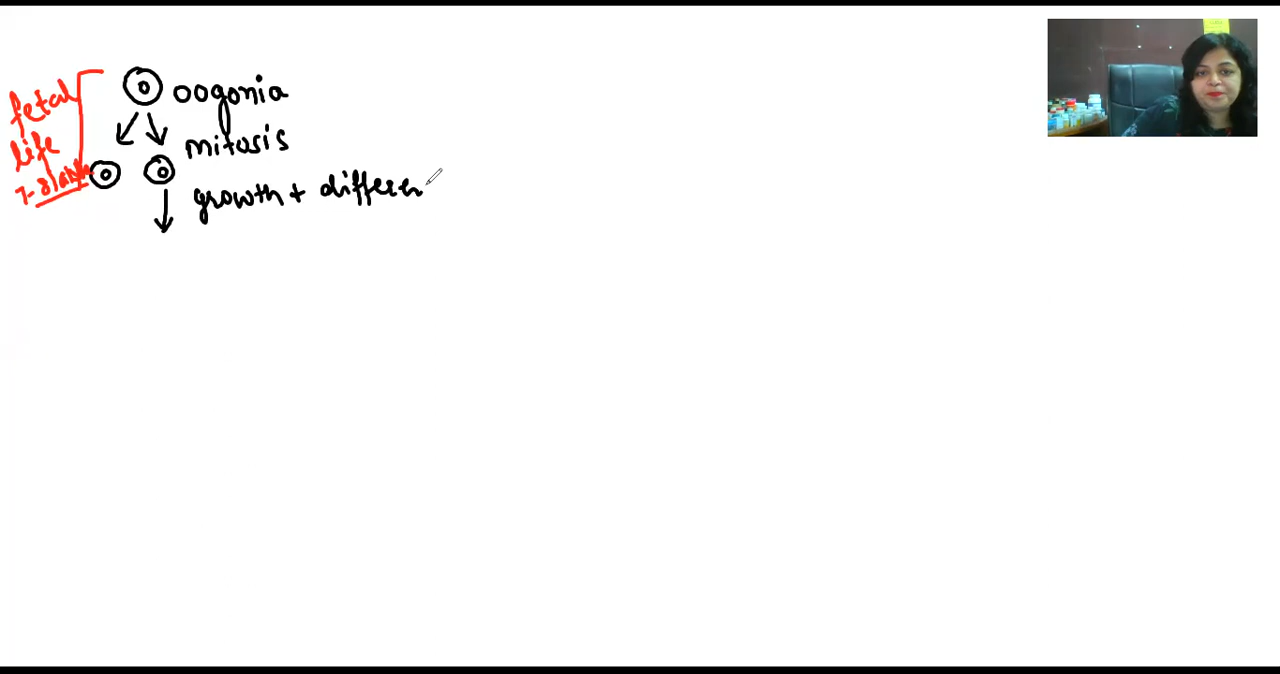 fetal
life
oogonia
mitosis
growth + differen